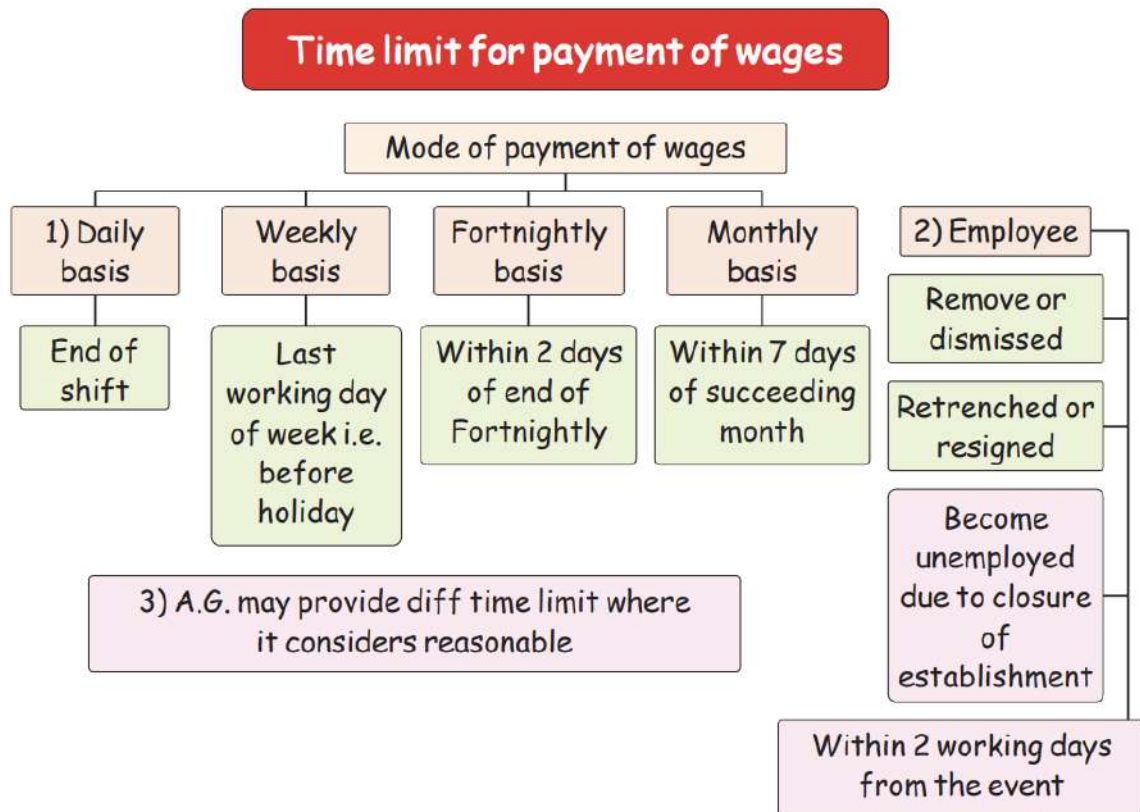 Time limit for payment of wages
Mode of payment of wages
1) Daily
basis
Weekly
basis
Fortnightly
basis
Monthly
basis
2) Employee
End of
shift
Last
working day
of week i.e.
before
holiday
Within 2 days
of end of
Fortnightly
Within 7 days
of succeeding
month
Remove or
dismissed
Retrenched or
resigned
Become
unemployed
due to closure
of
establishment
3) A.G. may provide diff time limit where
it considers reasonable
Within 2 working days
from the event